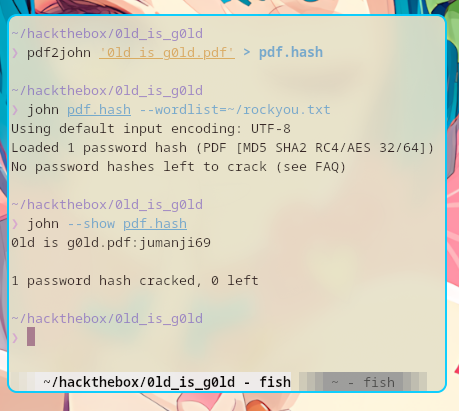 ~/hackthebox/0ld_is_g0ld
❯ pdf2john '0ld is g0ld.pdf' > pdf.hash
~/hackthebox/0ld_is_g0ld
❯ john pdf.hash --wordlist=~/rockyou.txt
Using default input encoding: UTF-8
Loaded 1 password hash (PDF [MD5 SHA2 RC4/AES 32/64])
No password hashes left to crack (see FAQ)
~/hackthebox/0ld_is_g0ld
❯ john --show pdf.hash
0ld is g0ld.pdf:jumanji69
1 password hash cracked, 0 left
~/hackthebox/0ld_is_g0ld
❯
~/hackthebox/0ld_is_g0ld - fish ~ - fish